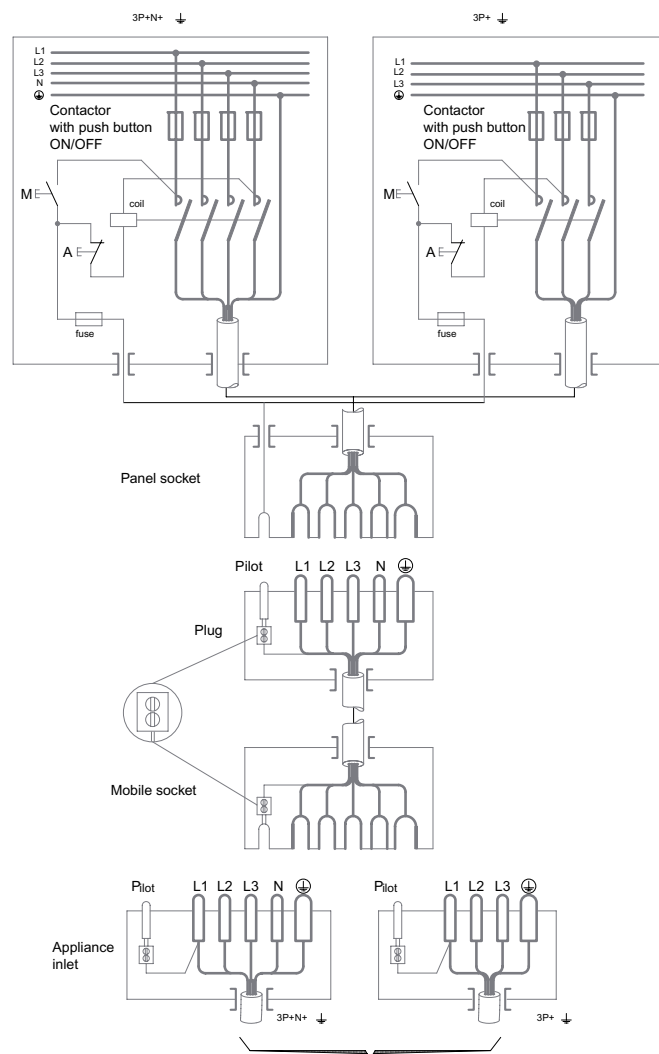 3P+N+
3P+
L1
L2
L3
N
Contactor
with push button
ON/OFF
M
coil
A
fuse
L1
L2
L3
Contactor
with push button
ON/OFF
M
coil
A
fuse
Panel socket
Pilot L1 L2 L3 N
Plug
Mobile socket
Pilot L1 L2 L3 N
Pilot L1 L2 L3
Appliance
inlet
3P+N+
3P+